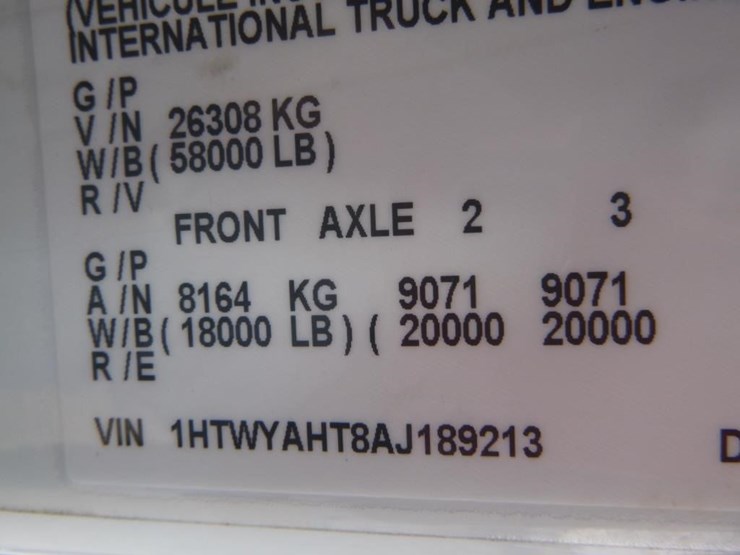 (VEHICULE
INTERNATIONAL TRUCK AND
G/P
V/N 26308 KG
W/B ( 58000 LB )
R/V
FRONT AXLE 2 3
G/P
A/N 8164 KG 9071 9071
W/B ( 18000 LB ) ( 20000 20000
R/E
VIN 1HTWYAHT8AJ189213 D